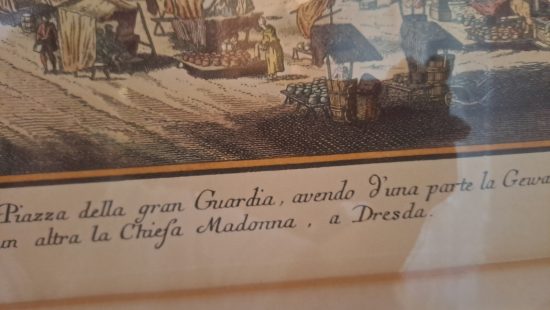 Piazza della gran Guardia, avendo d'una parte la Gewa
un altra la Chieſa Madonna, a Dresda.